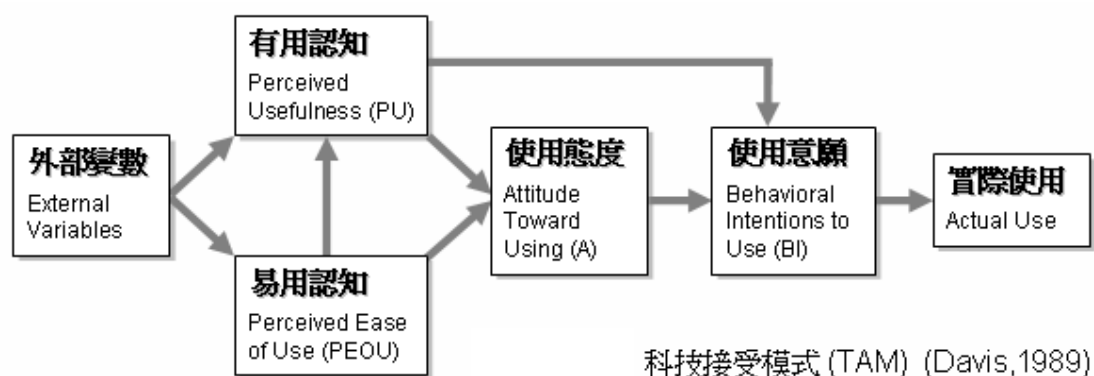 外部變數
External
Variables
有用認知
Perceived
Usefulness (PU)
易用認知
Perceived Ease
of Use (PEOU)
使用態度
Attitude
Toward
Using (A)
使用意願
Behavioral
Intentions to
Use (BI)
實際使用
Actual Use
科技接受模式 (TAM) (Davis,1989)